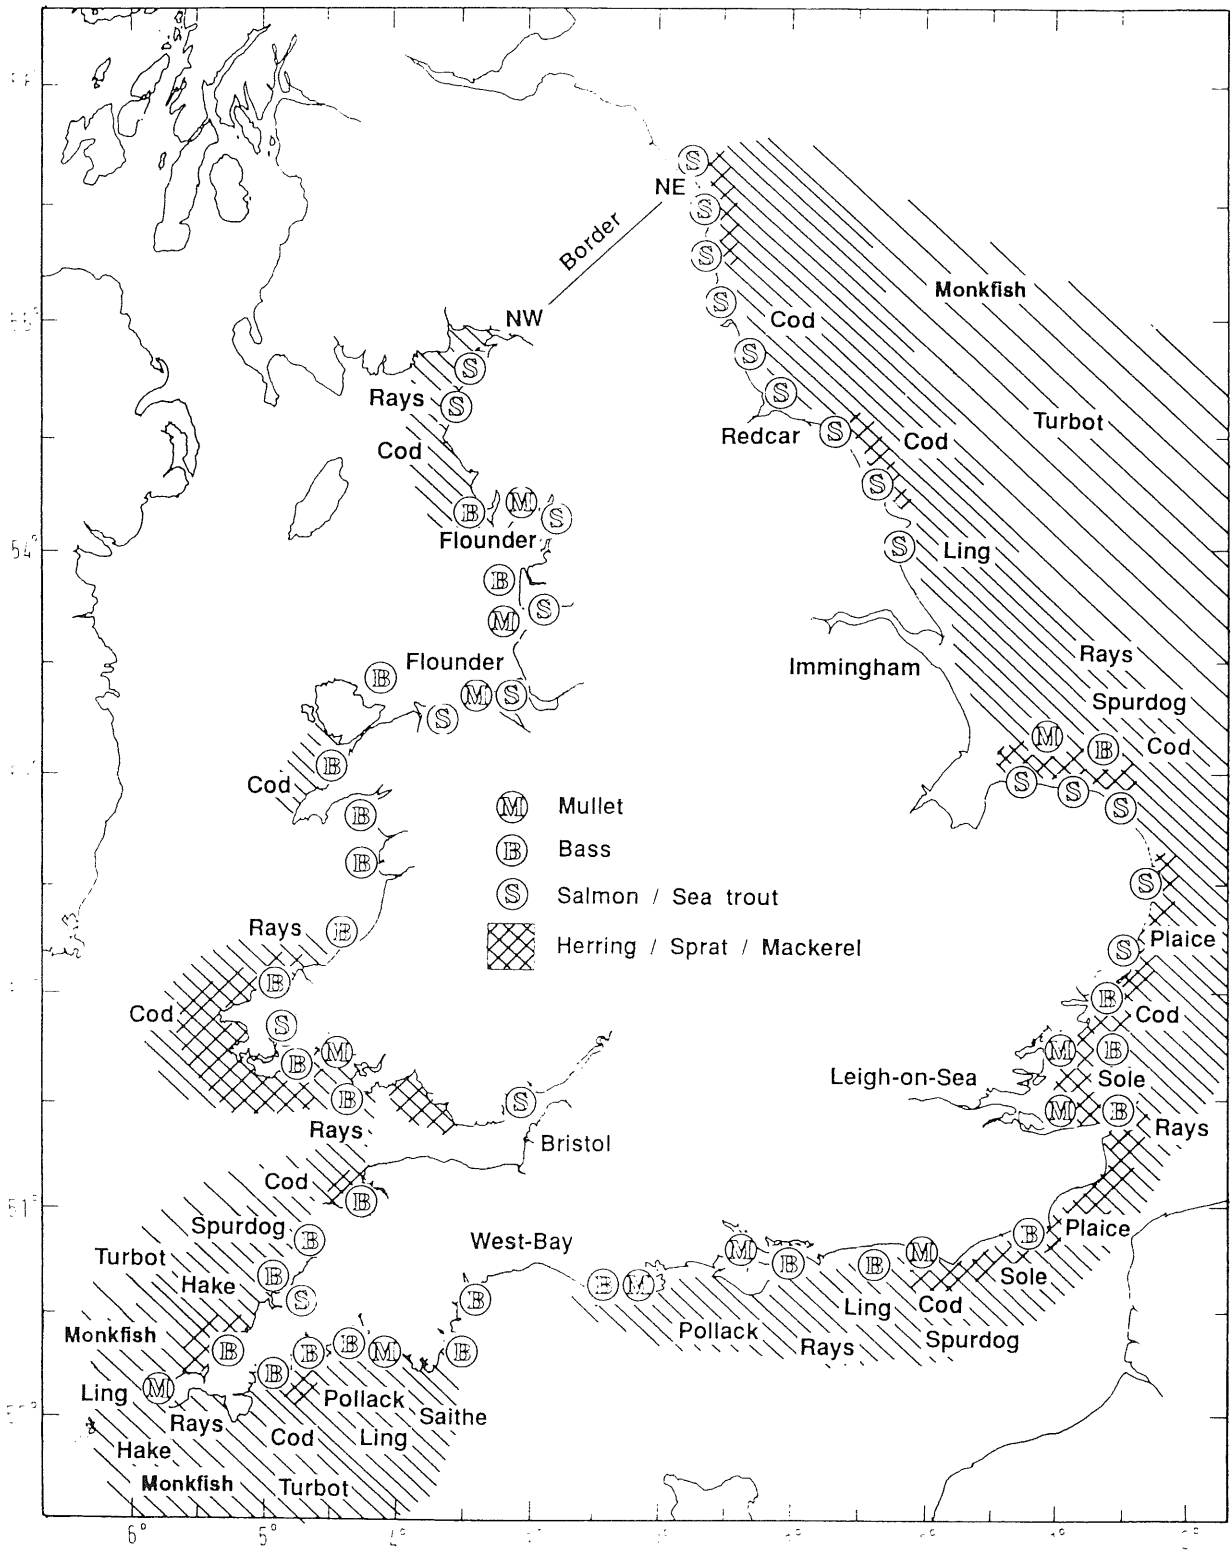 S
NE
S
Border
S
Monkfish
S
Cod
NW
S
S
Rays
S
S
Turbot
Redcar
S
Cod
Cod
S
B
M
S
Flounder
S
Ling
54°
B
S
M
Immingham
Rays
Flounder
B
M
S
S
Spurdog
M
B
Cod
B
Cod
S
S
S
M Mullet
B
B Bass
B
S Salmon / Sea trout
S
Rays
B
Herring / Sprat / Mackerel
Plaice
S
B
B
Cod
Cod
S
M
B
M
B
Leigh-on-Sea
Sole
B
S
M
B
Rays
Rays
Bristol
Cod
B
Spurdog
B
West-Bay
Plaice
B
Turbot
M
B
B
M
Hake
B
S
B
M
B
Sole
Ling
Cod
Monkfish
B
B
B
M
B
Pollack
Rays
Spurdog
B
Ling
M
Pollack
Rays
Saithe
Cod
Ling
Hake
Monkfish
Turbot
6°
5°
4°